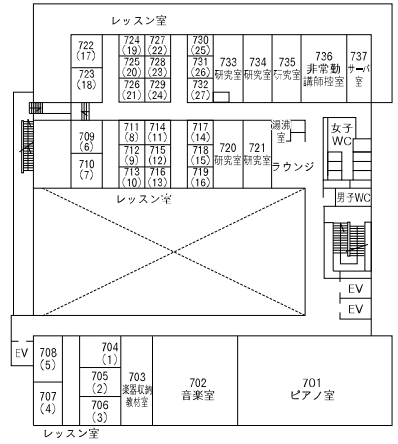 レッスン室
722
(17)
723
(18)
724
(19)
725
(20)
726
(21)
727
(22)
728
(23)
729
(24)
730
(25)
731
(26)
732
(27)
733
研究室
734
研究室
735
研究室
736
非常勤
講師控室
737
サーバ
室
709
(6)
710
(7)
711
(8)
712
(9)
713
(10)
714
(11)
715
(12)
716
(13)
717
(14)
718
(15)
719
(16)
720
研究室
721
研究室
湯沸
室
ラウンジ
女子
WC
男子WC
レッスン室
EV
EV
EV
708
(5)
707
(4)
704
(1)
705
(2)
706
(3)
703
楽器収納
教材室
702
音楽室
701
ピアノ室
レッスン室